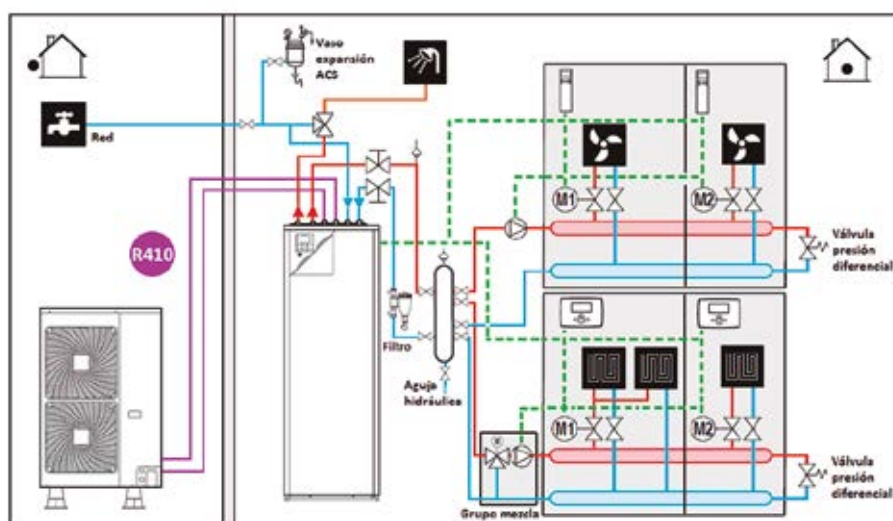 Vaso
expansión
ACS
Red
R410
M1
M2
Válvula
presión
diferencial
Filtro
Aguja
hidráulica
M1
M2
Válvula
presión
diferencial
Grupo mezcla